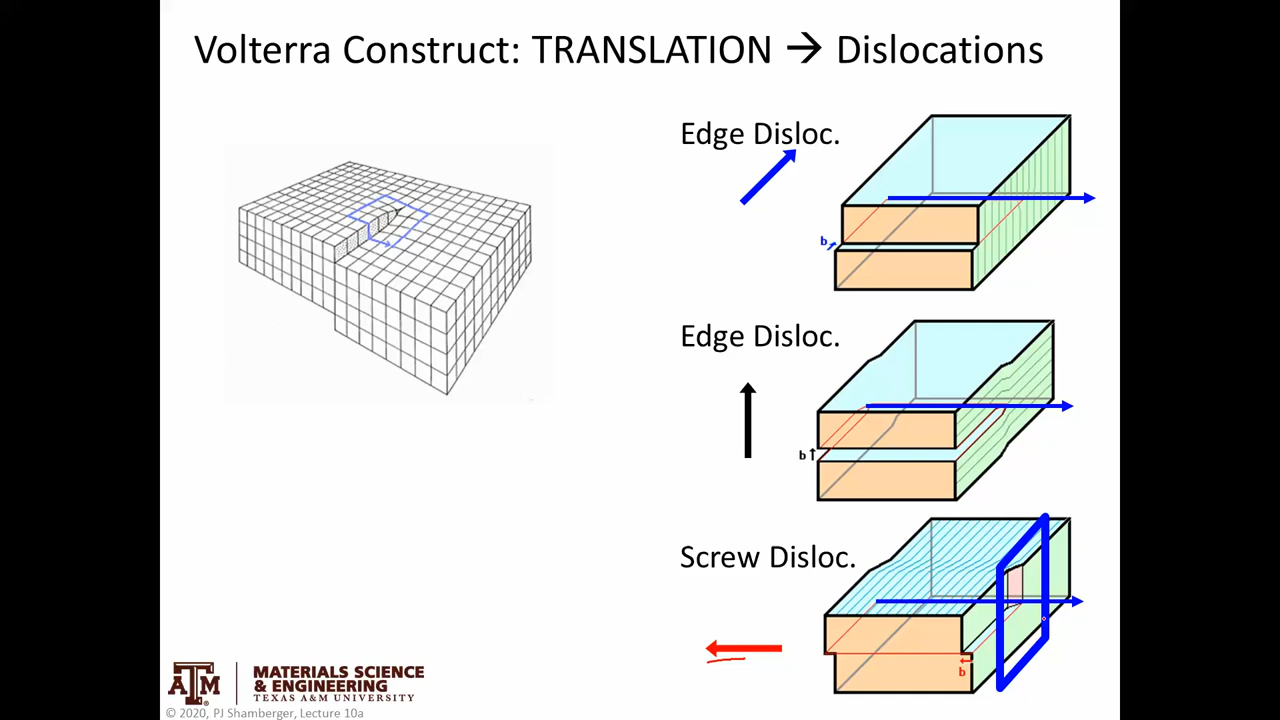 Volterra Construct: TRANSLATION → Dislocations
Edge Disloc.
b
Edge Disloc.
b
Screw Disloc.
b
ATM
MATERIALS SCIENCE
& ENGINEERING
TEXAS A&M UNIVERSITY
© 2020, PJ Shamberger, Lecture 10a